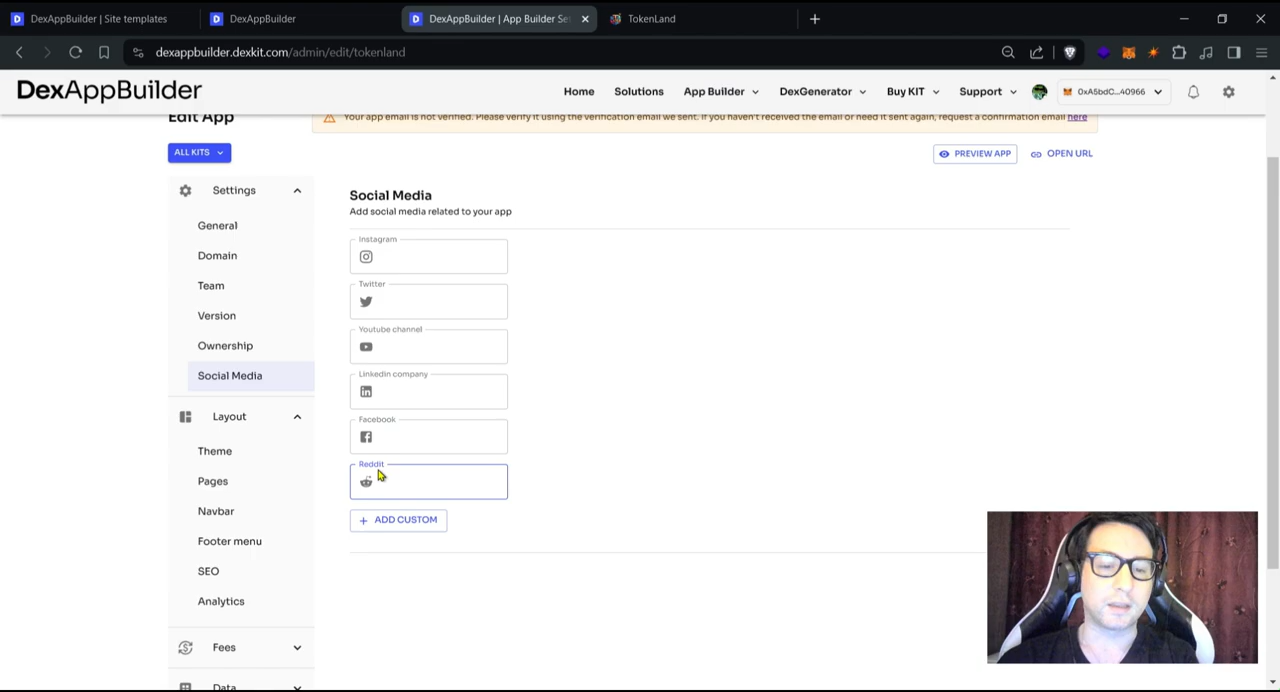 DexAppBuilder | Site templates
DexAppBuilder
DexAppBuilder | App Builder Se
TokenLand
dexappbuilder.dexkit.com/admin/edit/tokenland
DexAppBuilder
Home
Solutions
App Builder
DexGenerator
Buy KIT
Support
0xA5bdC...40966
Edit App
Your app email is not verified. Please verify it using the verification email we sent. If you haven't received the email or need it sent again, request a confirmation email here
ALL KITS
PREVIEW APP
OPEN URL
Settings
General
Domain
Team
Version
Ownership
Social Media
Layout
Theme
Pages
Navbar
Footer menu
SEO
Analytics
Fees
Data
Social Media
Add social media related to your app
Instagram
Twitter
Youtube channel
Linkedin company
Facebook
Reddit
+ ADD CUSTOM